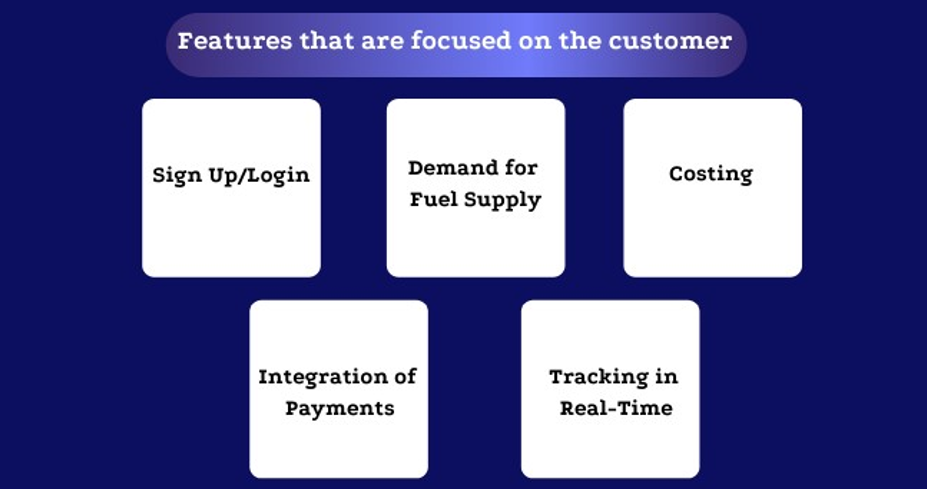 Features that are focused on the customer
Sign Up/Login
Demand for
Fuel Supply
Costing
Integration of
Payments
Tracking in
Real-Time